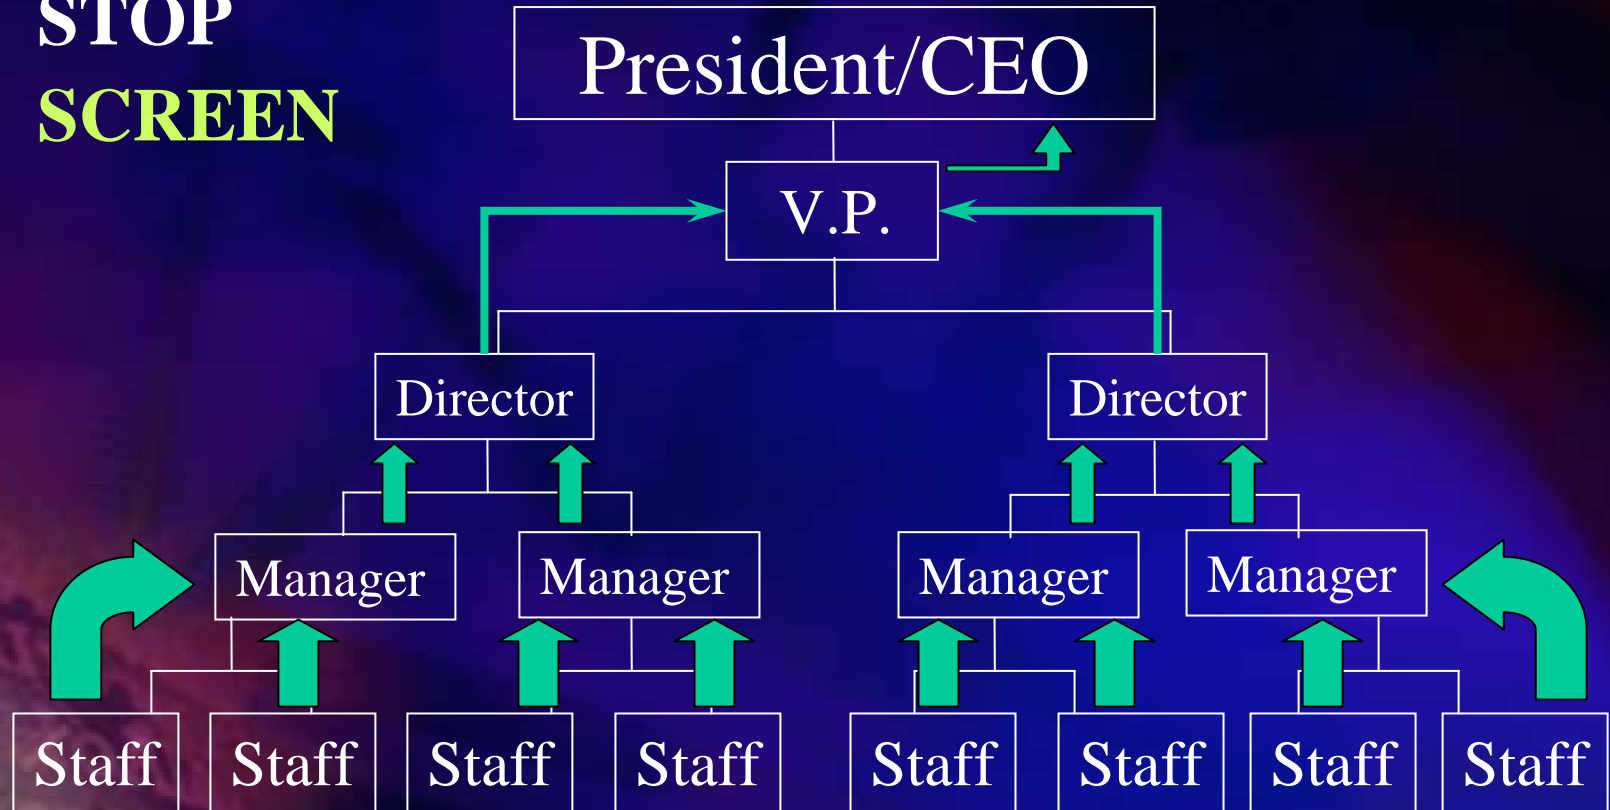 STOP
SCREEN
President/CEO
V.P.
Director
Director
Manager
Manager
Manager
Manager
Staff
Staff
Staff
Staff
Staff
Staff
Staff
Staff